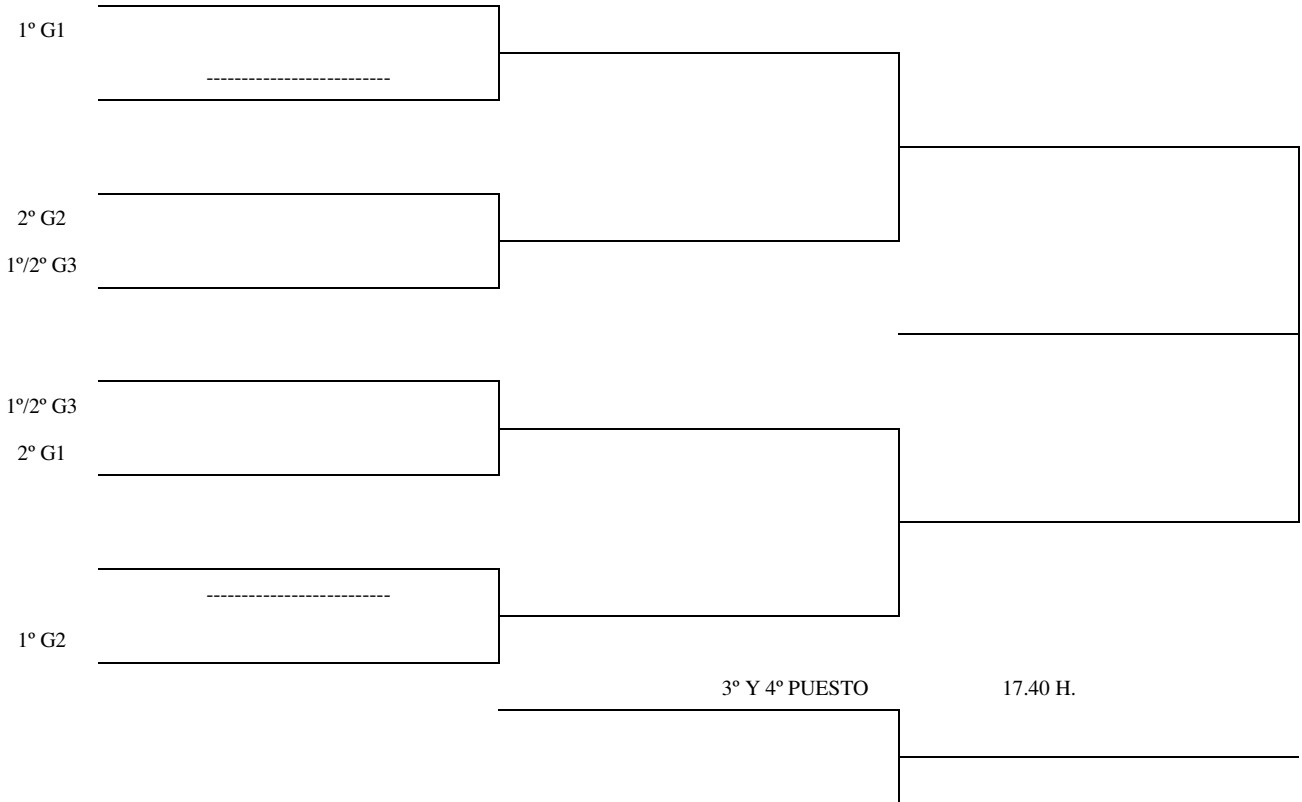 1º G1
---------------------------
2º G2
1º/2º G3
1º/2º G3
2º G1
---------------------------
1º G2
3º Y 4º PUESTO 17.40 H.